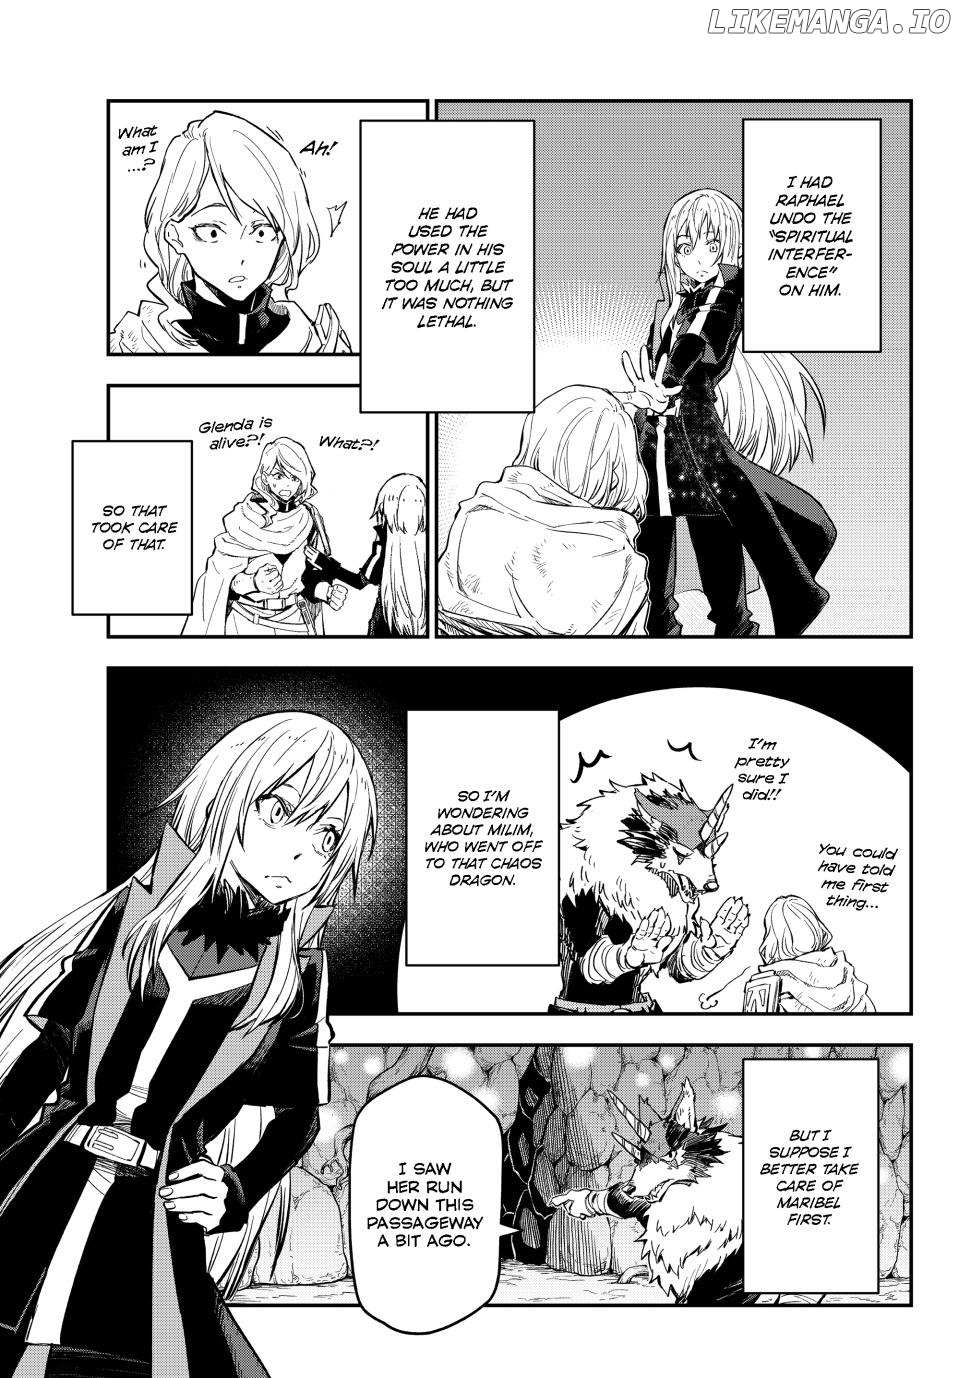 LIKEMANGA.IO
I HAD
RAPHAEL
UNDO THE
"SPIRITUAL
INTERFER-
ENCE"
ON HIM.
HE HAD
USED THE
POWER IN HIS
SOUL A LITTLE
TOO MUCH, BUT
IT WAS NOTHING
LETHAL.
Ah!
What
am I
....?
What?!
Glenda is
alive?!
SO THAT
TOOK CARE
OF THAT.
I'm
pretty
sure I
did!!
You could
have told
me first
thing...
SO I'M
WONDERING
ABOUT MILIM,
WHO WENT OFF
TO THAT CHAOS
DRAGON.
BUT I
SUPPOSE I
BETTER TAKE
CARE OF
MARIBEL
FIRST.
I SAW
HER RUN
DOWN THIS
PASSAGEWAY
A BIT AGO.